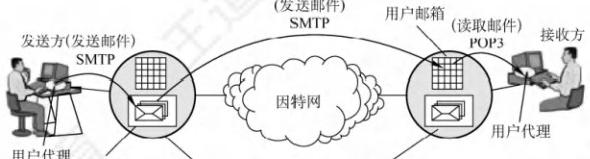 (发送邮件)
SMTP
用户邮箱
(读取邮件)
POP3
接收方
发送方(发送邮件)
SMTP
因特网
用户代理
用户代理